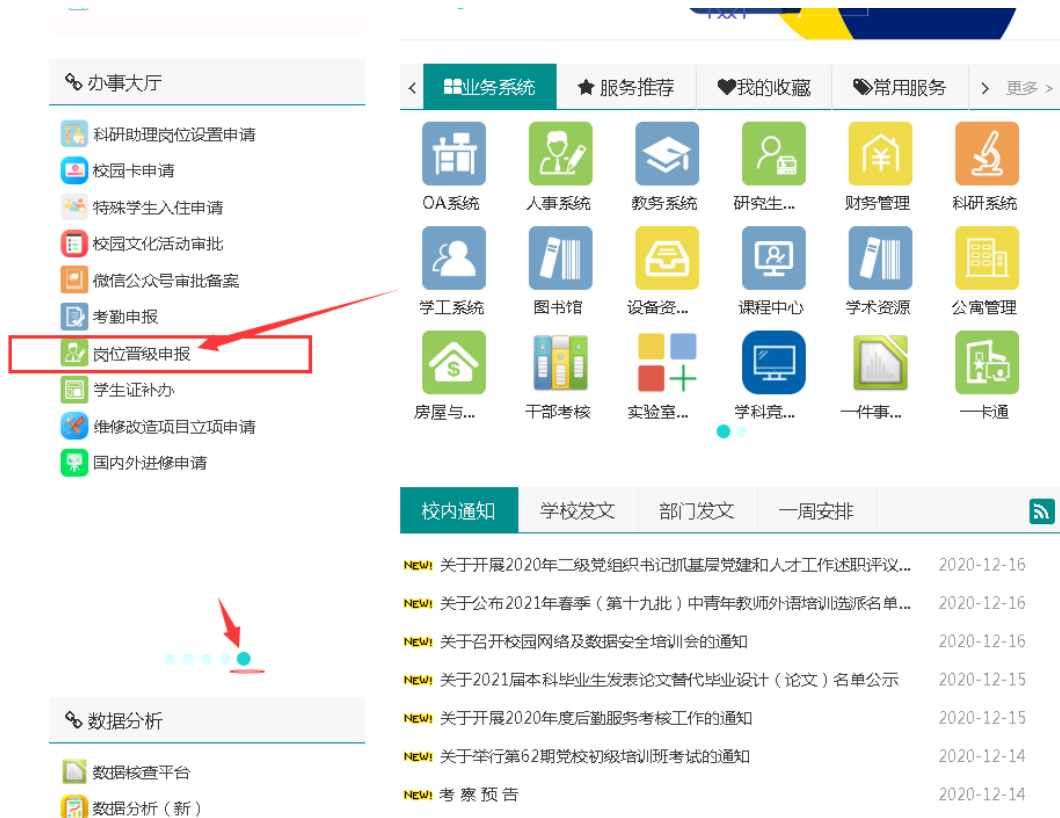 办事大厅
科研助理岗位设置申请
校园卡申请
特殊学生入住申请
校园文化活动审批
微信公众号审批备案
考勤申报
岗位晋级申报
学生证补办
维修改造项目立项申请
国内外进修申请
数据分析
数据核查平台
数据分析（新）
业务系统 服务推荐 我的收藏 常用服务 更多 >
OA系统 人事系统 教务系统 研究生... 财务管理 科研系统
学工系统 图书馆 设备资... 课程中心 学术资源 公寓管理
房屋与... 干部考核 实验室... 学科竞... 一件事... 一卡通
校内通知 学校发文 部门发文 一周安排
NEW! 关于开展2020年二级党组织书记抓基层党建和人才工作述职评议... 2020-12-16
NEW! 关于公布2021年春季（第十九批）中青年教师外语培训选派名单... 2020-12-16
NEW! 关于召开校园网络及数据安全培训会的通知 2020-12-16
NEW! 关于2021届本科毕业生发表论文替代毕业设计（论文）名单公示 2020-12-15
NEW! 关于开展2020年度后勤服务考核工作的通知 2020-12-15
NEW! 关于举行第62期党校初级培训班考试的通知 2020-12-14
NEW! 考 察 预 告 2020-12-14